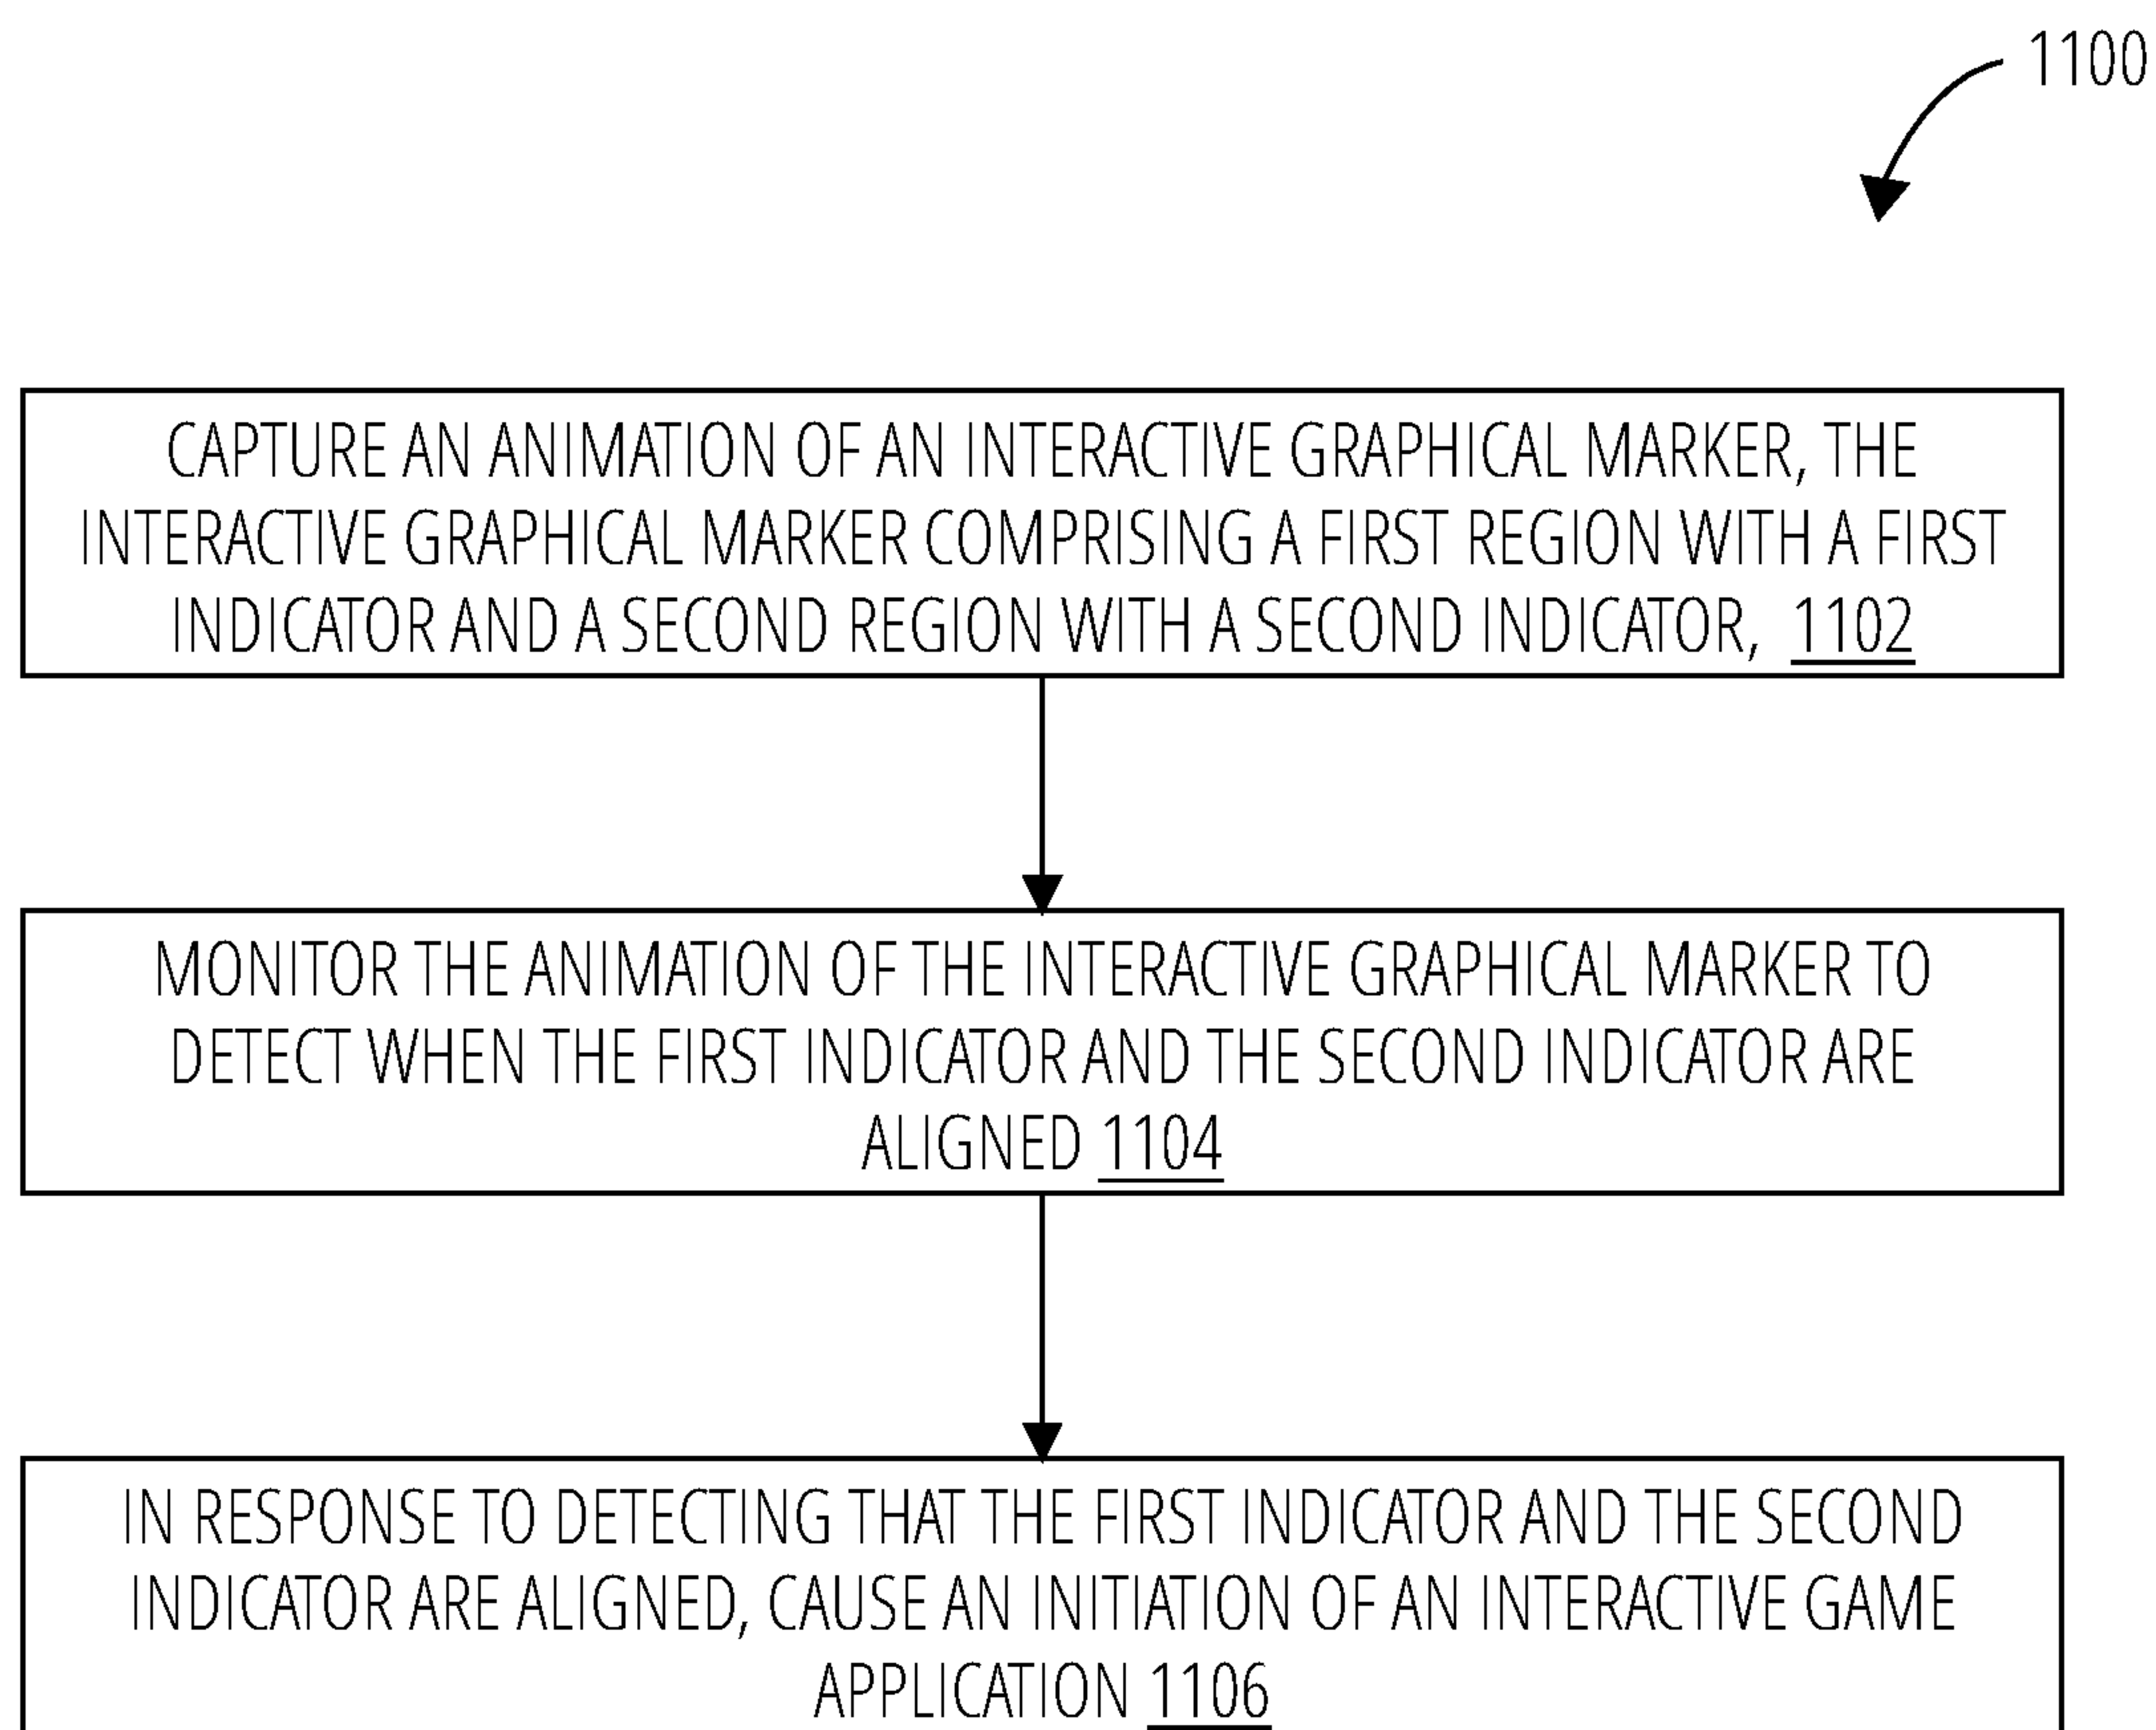 1100
CAPTURE AN ANIMATION OF AN INTERACTIVE GRAPHICAL MARKER, THE
INTERACTIVE GRAPHICAL MARKER COMPRISING A FIRST REGION WITH A FIRST
INDICATOR AND A SECOND REGION WITH A SECOND INDICATOR, 1102
MONITOR THE ANIMATION OF THE INTERACTIVE GRAPHICAL MARKER TO
DETECT WHEN THE FIRST INDICATOR AND THE SECOND INDICATOR ARE
ALIGNED 1104
IN RESPONSE TO DETECTING THAT THE FIRST INDICATOR AND THE SECOND
INDICATOR ARE ALIGNED, CAUSE AN INITIATION OF AN INTERACTIVE GAME
APPLICATION 1106